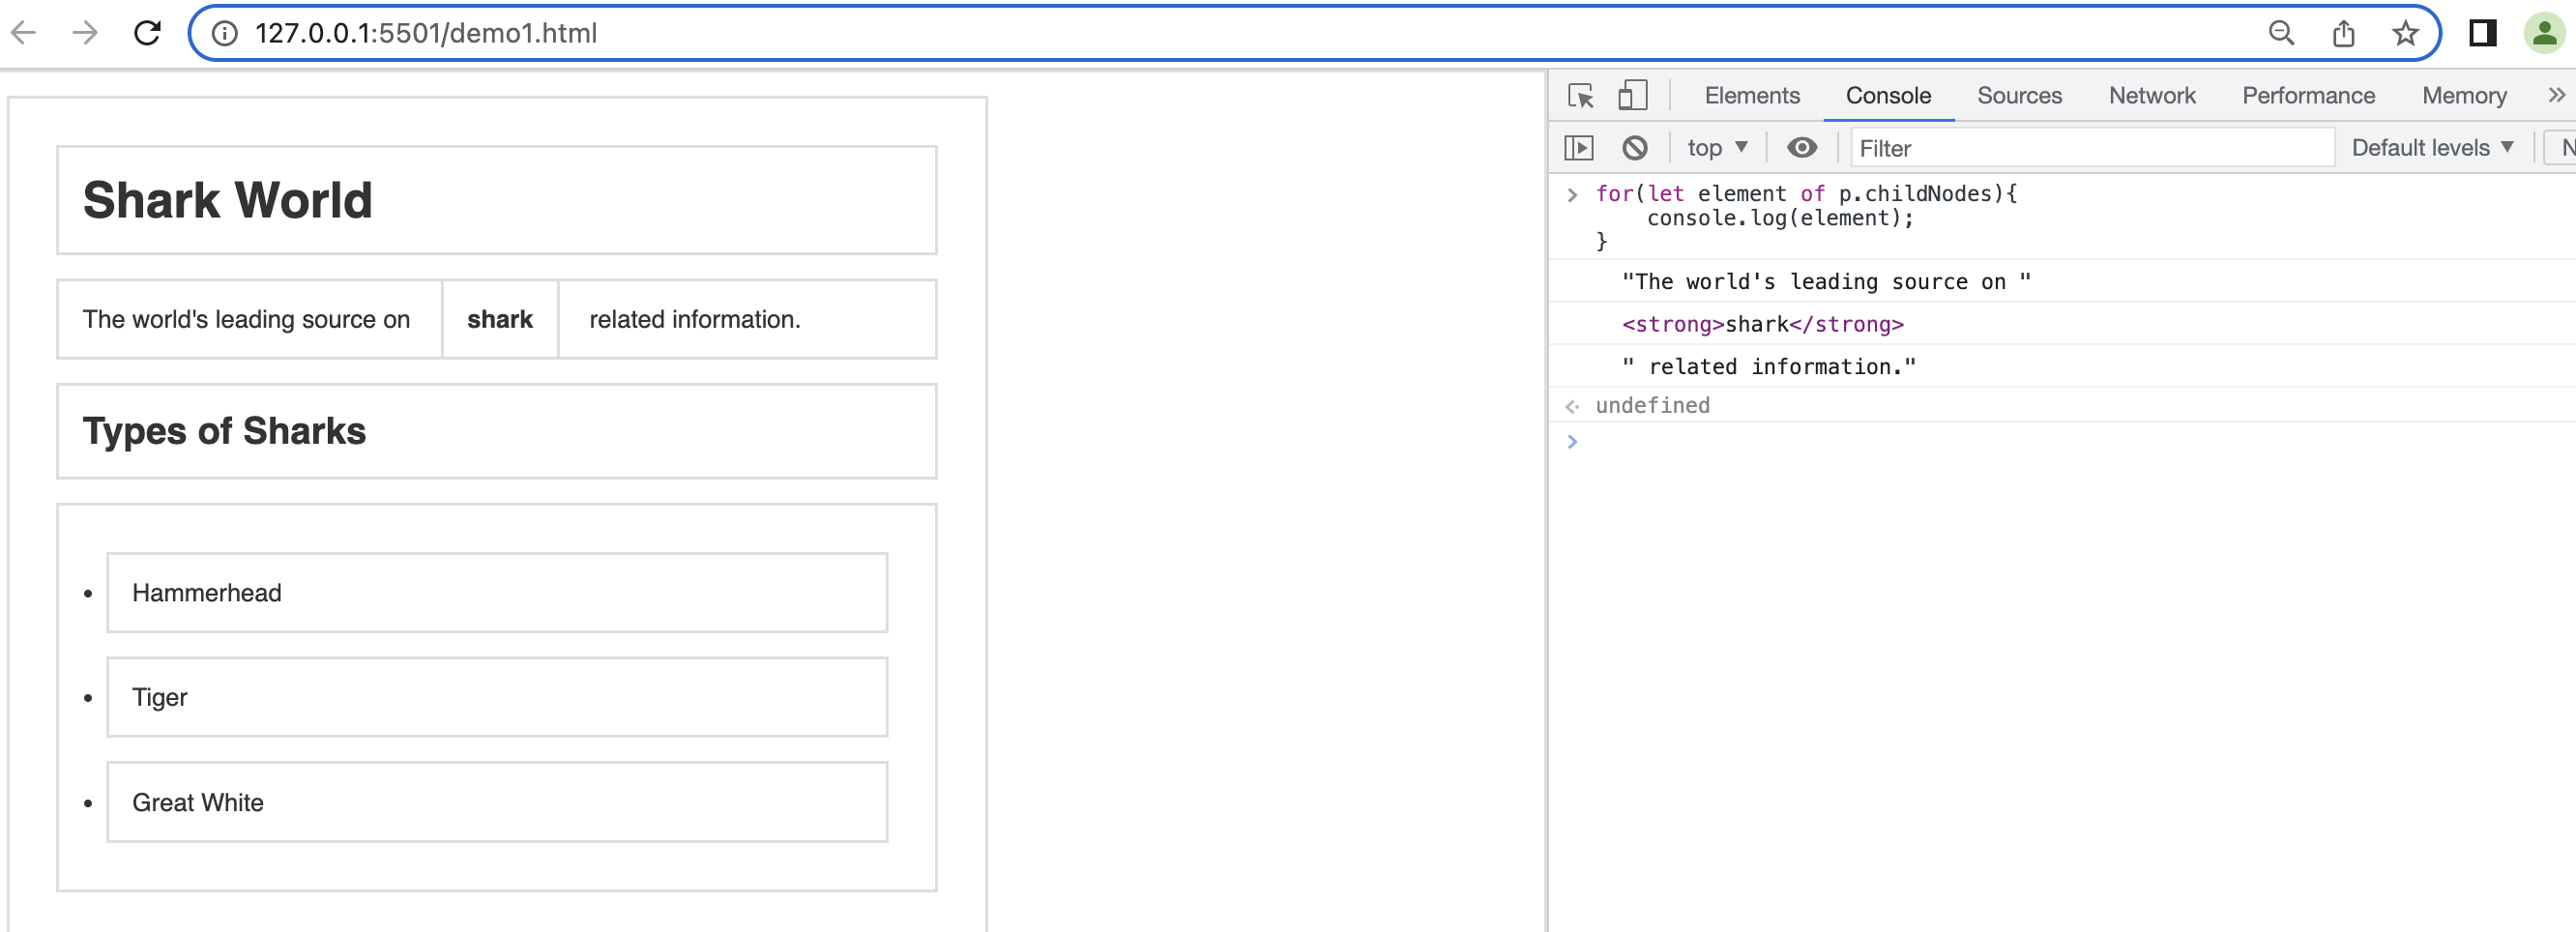 127.0.0.1:5501/demo1.html
Shark World
The world's leading source on shark related information.
Types of Sharks
• Hammerhead
• Tiger
• Great White
Elements Console Sources Network Performance Memory »
top ▼ Filter Default levels ▼ N
> for(let element of p.childNodes){
console.log(element);
}
"The world's leading source on "
<strong>shark</strong>
" related information."
undefined
>